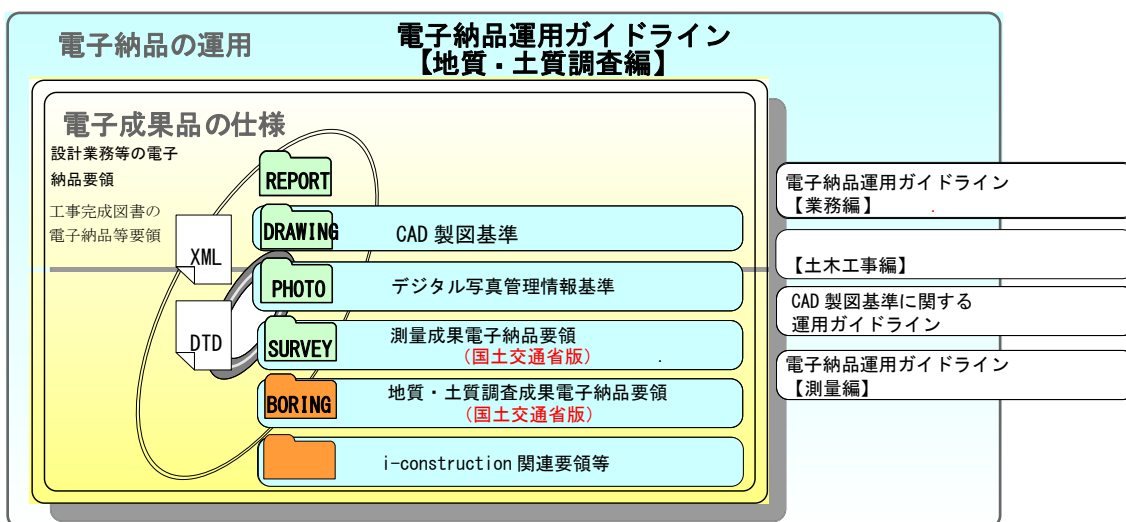 電子納品の運用
電子納品運用ガイドライン
【地質・土質調査編】
電子成果品の仕様
設計業務等の電子
納品要領
工事完成図書の
電子納品等要領
XML
DTD
REPORT
DRAWING
CAD 製図基準
PHOTO
デジタル写真管理情報基準
SURVEY
測量成果電子納品要領
(国土交通省版)
BORING
地質・土質調査成果電子納品要領
(国土交通省版)
i-construction 関連要領等
電子納品運用ガイドライン
【業務編】
【土木工事編】
CAD 製図基準に関する
運用ガイドライン
電子納品運用ガイドライン
【測量編】